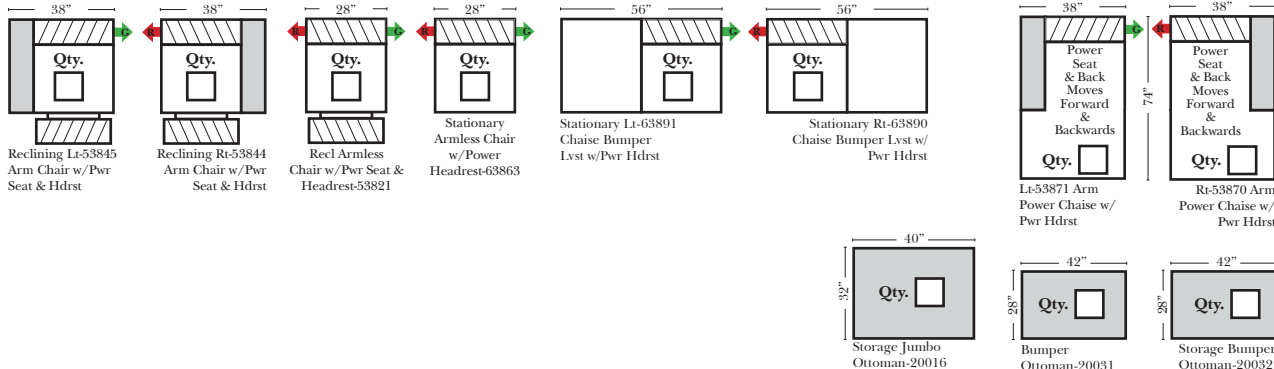 38”
38”
28”
28”
56”
56”
38”
38”
G
R
R
G
R
G
R
G
R
G
R
Qty.
Qty.
Qty.
Qty.
Qty.
Qty.
Reclining Lt-53845
Arm Chair w/Pwr
Seat & Hdrst
Reclining Rt-53844
Arm Chair w/Pwr
Seat & Hdrst
Recl Armless
Chair w/Pwr Seat &
Headrest-53821
Stationary
Armless Chair
w/Power
Headrest-63863
Stationary Lt-63891
Chaise Bumper
Lvst w/Pwr Hdrst
Stationary Rt-63890
Chaise Bumper Lvst w/
Pwr Hdrst
Power
Seat
& Back
Moves
Forward
&
Backwards
Qty.
74”
Power
Seat
& Back
Moves
Forward
&
Backwards
Qty.
Lt-53871 Arm
Power Chaise w/
Pwr Hdrst
Rt-53870 Arm
Power Chaise w/
Pwr Hdrst
40”
32”
Qty.
Storage Jumbo
Ottoman-20016
42”
28”
Qty.
Bumper
Ottoman-20031
42”
28”
Qty.
Storage Bumper
Ottoman-20032